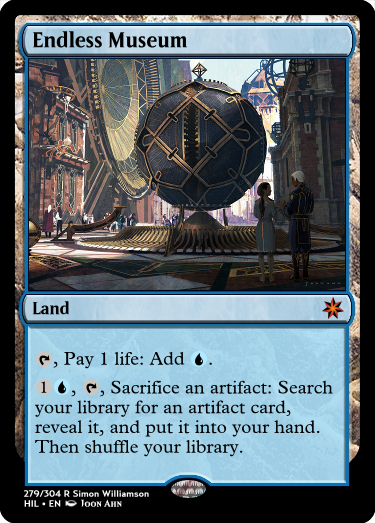 Endless Museum
Land
, Pay 1 life: Add .
1 , , Sacrifice an artifact: Search
your library for an artifact card,
reveal it, and put it into your hand.
Then shuffle your library.
279/304 R Simon Williamson
HIL • EN Joon Ahn